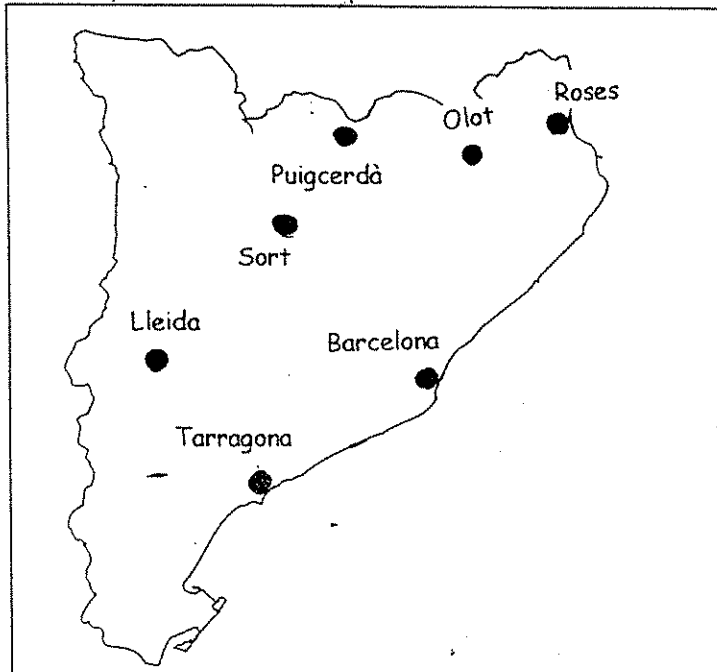 Roses
Olot
Puigcerdà
Sort
Lleida
Barcelona
Tarragona